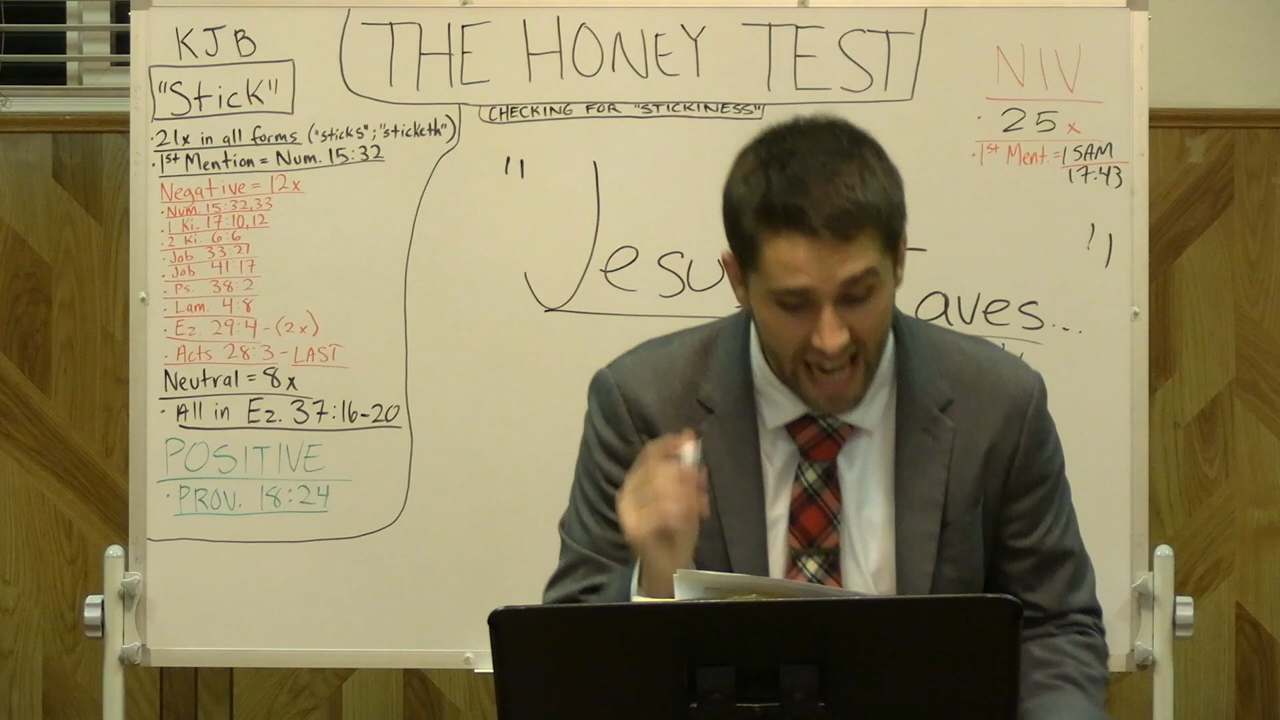 THE HONEY TEST
CHECKING FOR "STICKINESS"
KJB
"Stick"
·21x in all forms ("sticks"; "sticketh")
·1st Mention = Num. 15:32
Negative = 12x
·Num. 15:32,33
·1 Ki. 17:10,12
·2 Ki. 6:6
·Job 33:21
·Job 41:17
·Ps. 38:2
·Lam. 4:8
·Ez. 29:4-(2x)
·Acts 28:3-LAST
Neutral = 8x
·All in Ez. 37:16-20
POSITIVE
·PROV. 18:24
"Jesu aves..."
NIV
·25x
·1st Ment.=1 SAM
17:43